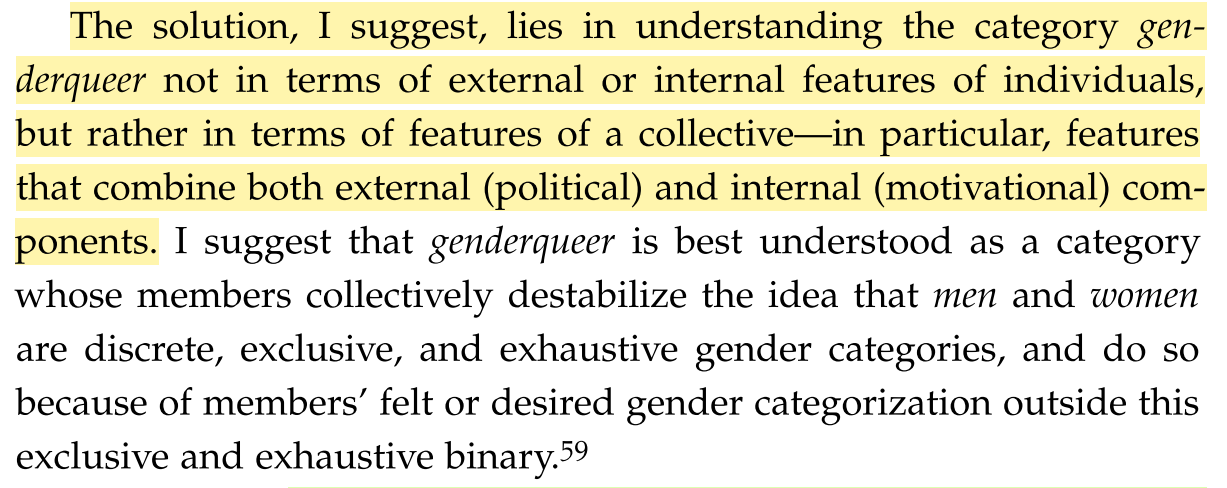 The solution, I suggest, lies in understanding the category gen-
derqueer not in terms of external or internal features of individuals,
but rather in terms of features of a collective—in particular, features
that combine both external (political) and internal (motivational) com-
ponents. I suggest that genderqueer is best understood as a category
whose members collectively destabilize the idea that men and women
are discrete, exclusive, and exhaustive gender categories, and do so
because of members’ felt or desired gender categorization outside this
exclusive and exhaustive binary.59